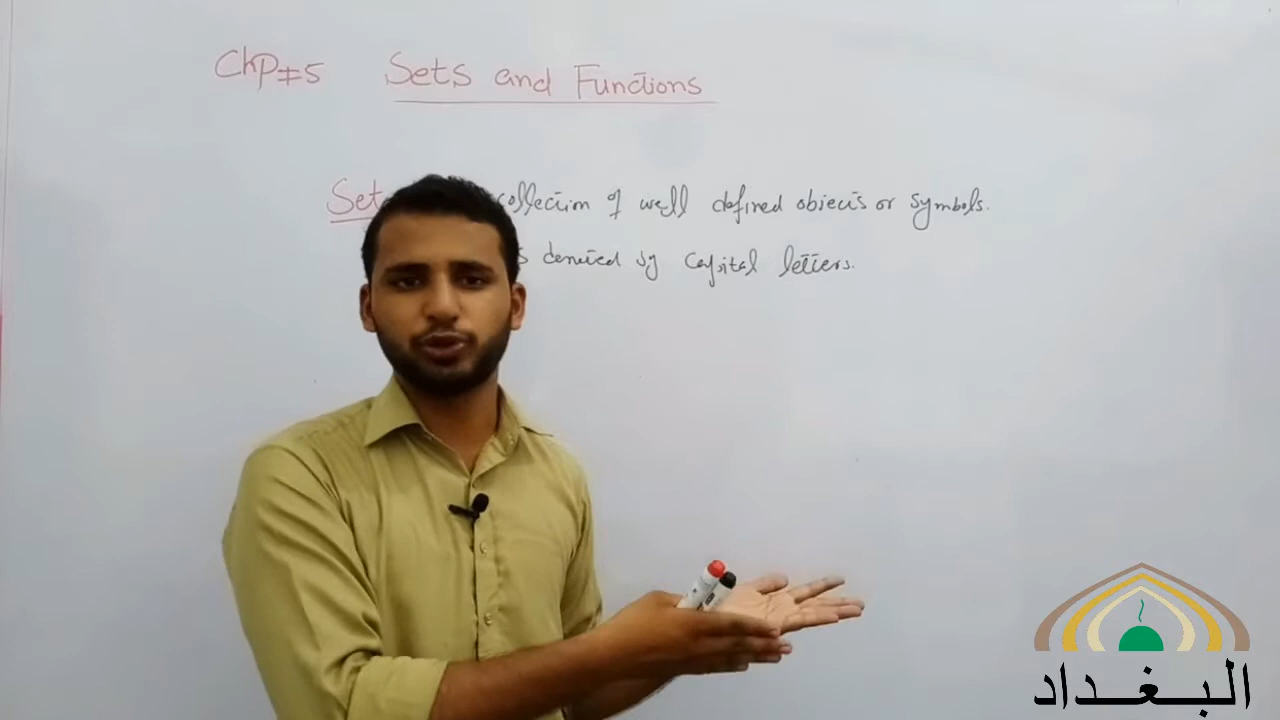 Chp#5 Sets and Functions
Set collection of well defined objects or symbols.
denoted by capital letters.
البغداد